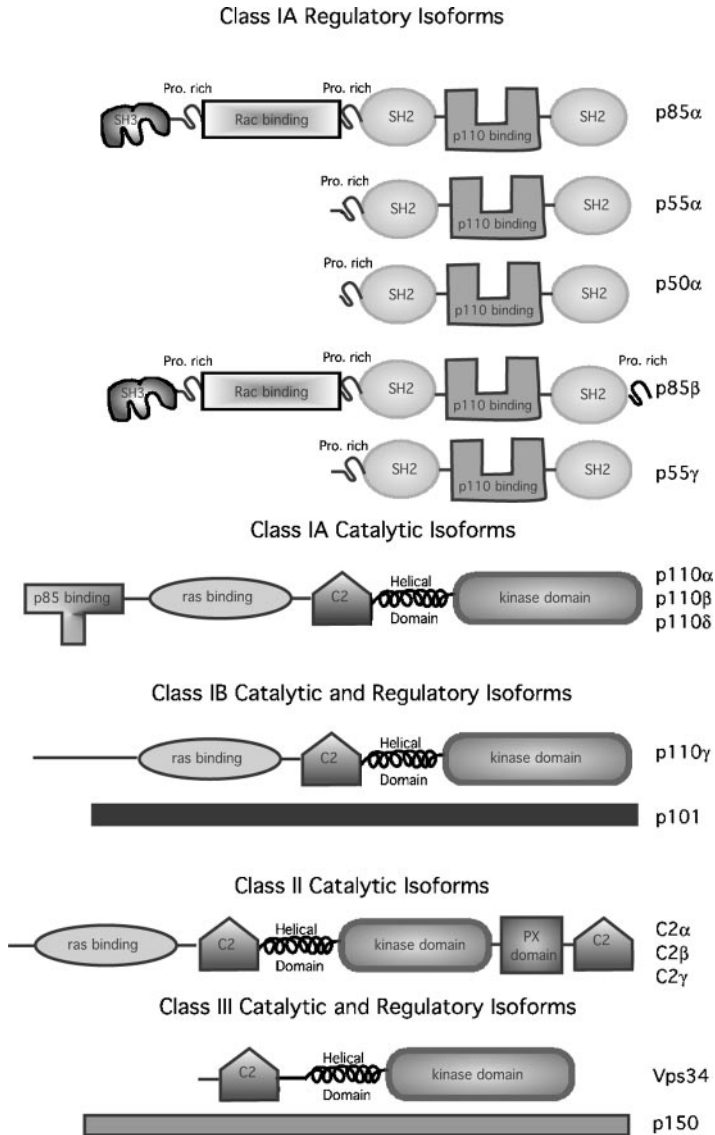 Class IA Regulatory Isoforms
Pro. rich Pro. rich
SH3 Rac binding SH2 p110 binding SH2 p85α
Pro. rich
SH2 p110 binding SH2 p55α
Pro. rich
SH2 p110 binding SH2 p50α
Pro. rich Pro. rich Pro. rich
SH3 Rac binding SH2 p110 binding SH2 p85β
Pro. rich
SH2 p110 binding SH2 p55γ
Class IA Catalytic Isoforms
p85 binding ras binding C2 Helical Domain kinase domain p110α
p110β
p110δ
Class IB Catalytic and Regulatory Isoforms
ras binding C2 Helical Domain kinase domain p110γ
p101
Class II Catalytic Isoforms
ras binding C2 Helical Domain kinase domain PX domain C2 C2α
C2β
C2γ
Class III Catalytic and Regulatory Isoforms
C2 Helical Domain kinase domain Vps34
p150